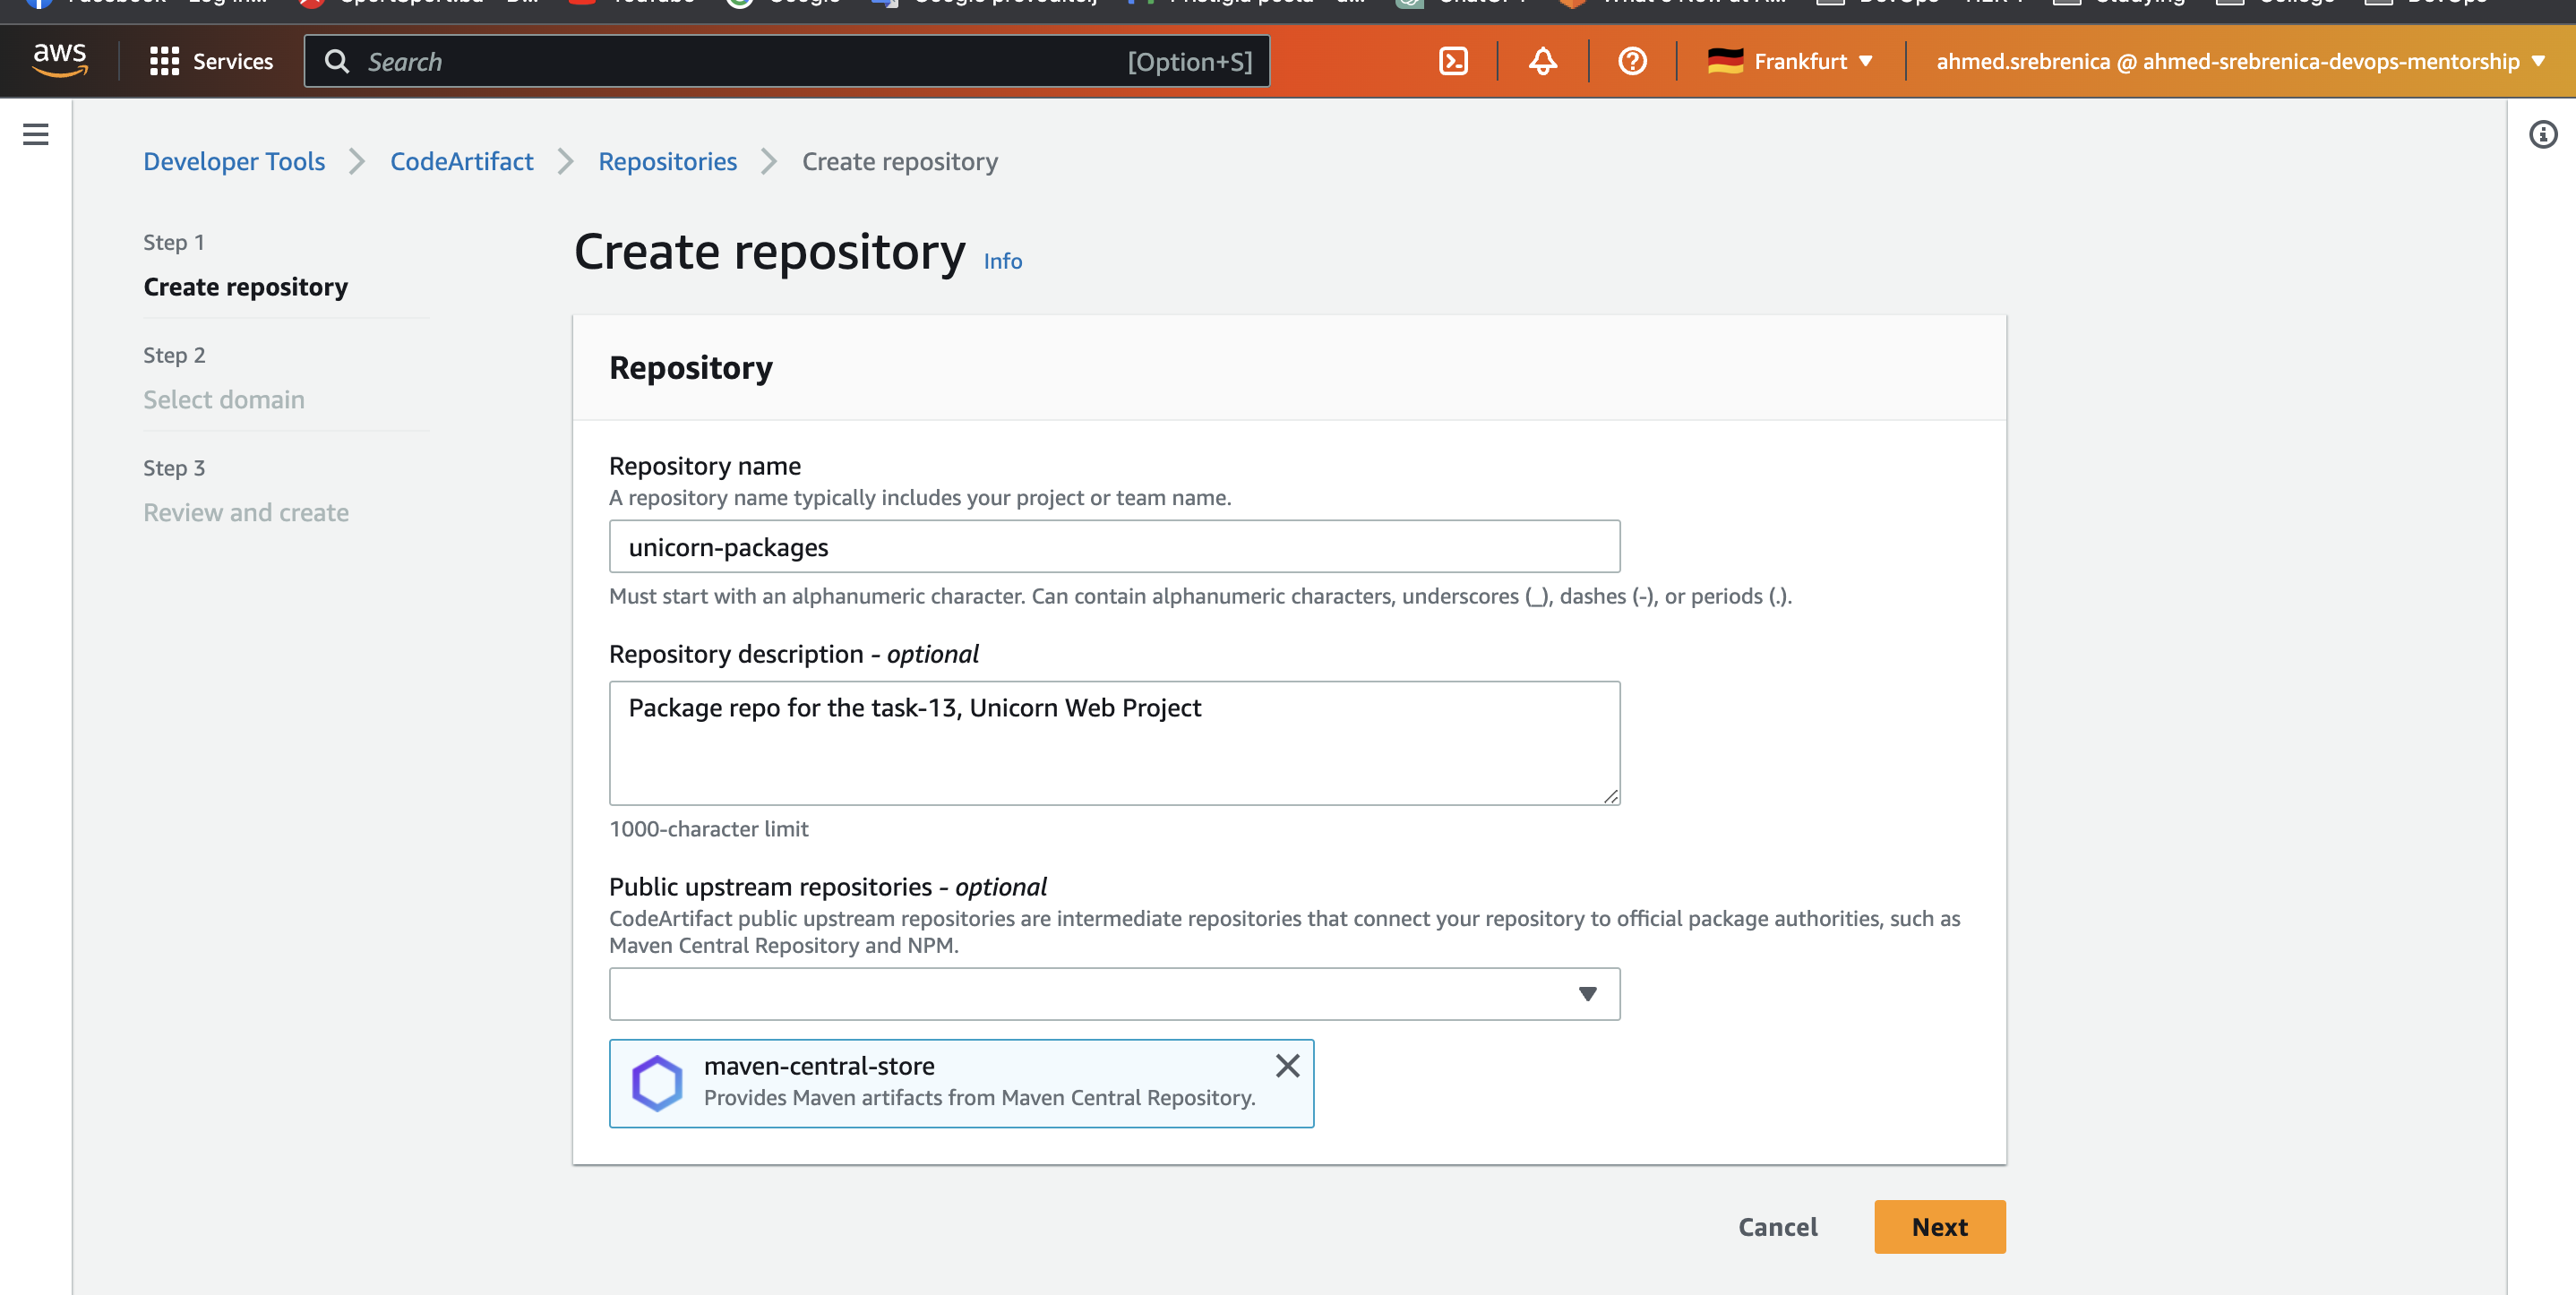 aws
Services
Search
[Option+S]
Frankfurt
ahmed.srebrenica @ ahmed-srebrenica-devops-mentorship
Developer Tools
CodeArtifact
Repositories
Create repository
Step 1
Create repository
Step 2
Select domain
Step 3
Review and create
Create repository Info
Repository
Repository name
A repository name typically includes your project or team name.
unicorn-packages
Must start with an alphanumeric character. Can contain alphanumeric characters, underscores (_), dashes (-), or periods (.).
Repository description - optional
Package repo for the task-13, Unicorn Web Project
1000-character limit
Public upstream repositories - optional
CodeArtifact public upstream repositories are intermediate repositories that connect your repository to official package authorities, such as
Maven Central Repository and NPM.
maven-central-store
Provides Maven artifacts from Maven Central Repository.
Cancel
Next